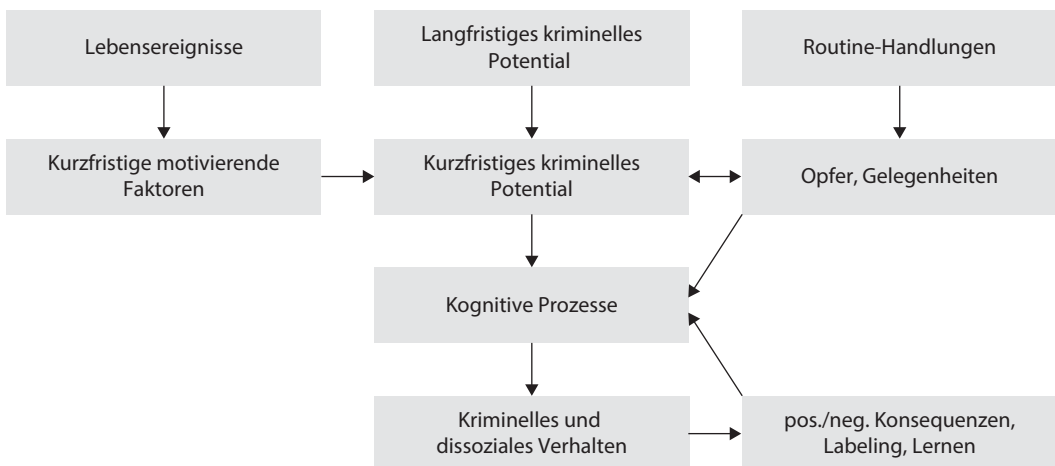 Lebensereignisse
Langfristiges kriminelles
Potential
Routine-Handlungen
Kurzfristige motivierende
Faktoren
Kurzfristiges kriminelles
Potential
Opfer, Gelegenheiten
Kognitive Prozesse
Kriminelles und
dissoziales Verhalten
pos./neg. Konsequenzen,
Labeling, Lernen